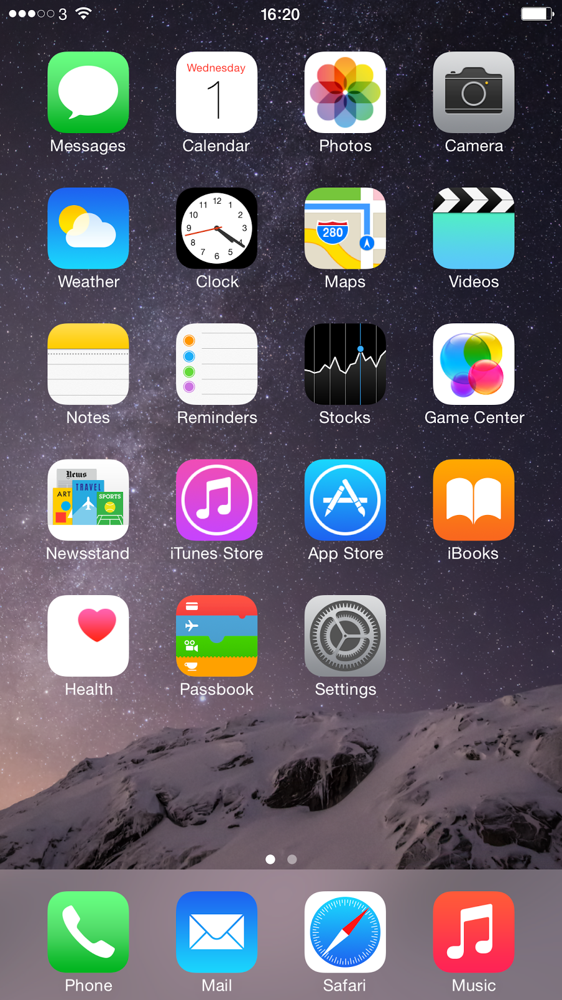 3 16:20
Wednesday
1
Messages Calendar Photos Camera
12
11 1
10 2
9 3
8 4
7 5
6
280
Weather Clock Maps Videos
Notes Reminders Stocks Game Center
News
TRAVEL
ART SPORTS
Newsstand iTunes Store App Store iBooks
Health Passbook Settings
Phone Mail Safari Music